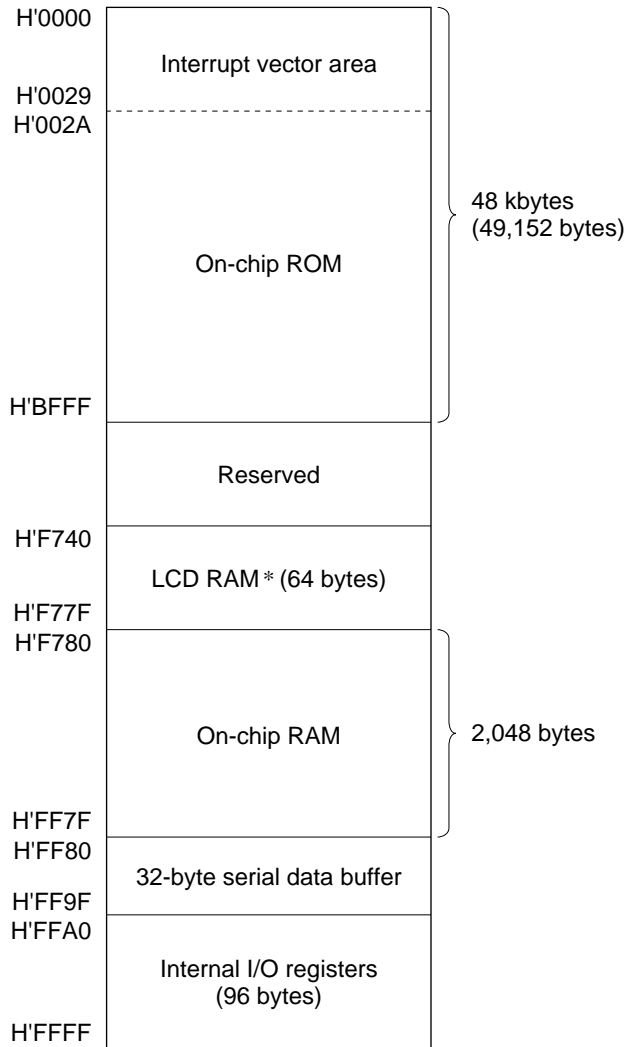 H'0000
Interrupt vector area
H'0029
H'002A
48 kbytes
(49,152 bytes)
On-chip ROM
H'BFFF
Reserved
H'F740
LCD RAM* (64 bytes)
H'F77F
H'F780
On-chip RAM
2,048 bytes
H'FF7F
H'FF80
32-byte serial data buffer
H'FF9F
H'FFA0
Internal I/O registers
(96 bytes)
H'FFFF